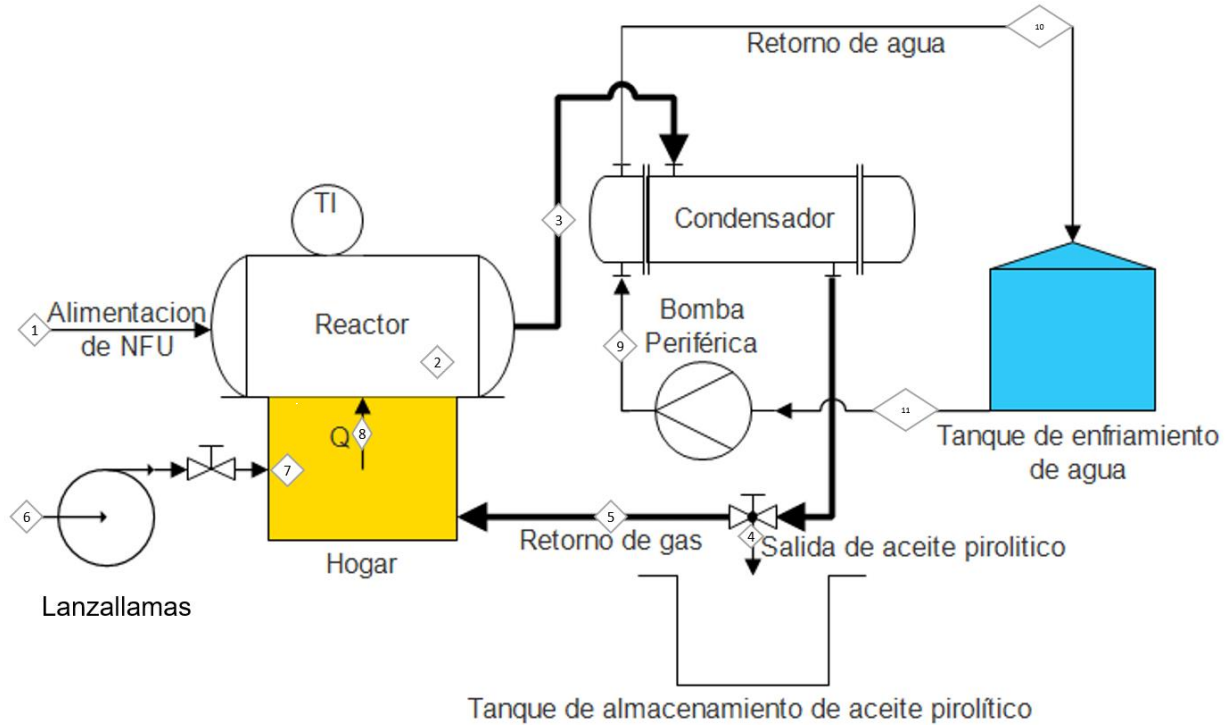 10
Retorno de agua
TI
3
Condensador
Alimentacion
de NFU
1
Reactor
2
Bomba
Periférica
9
11
Tanque de enfriamiento
de agua
Q
8
7
6
5
4
Retorno de gas
Salida de aceite pirolitico
Hogar
Lanzallamas
Tanque de almacenamiento de aceite pirolítico